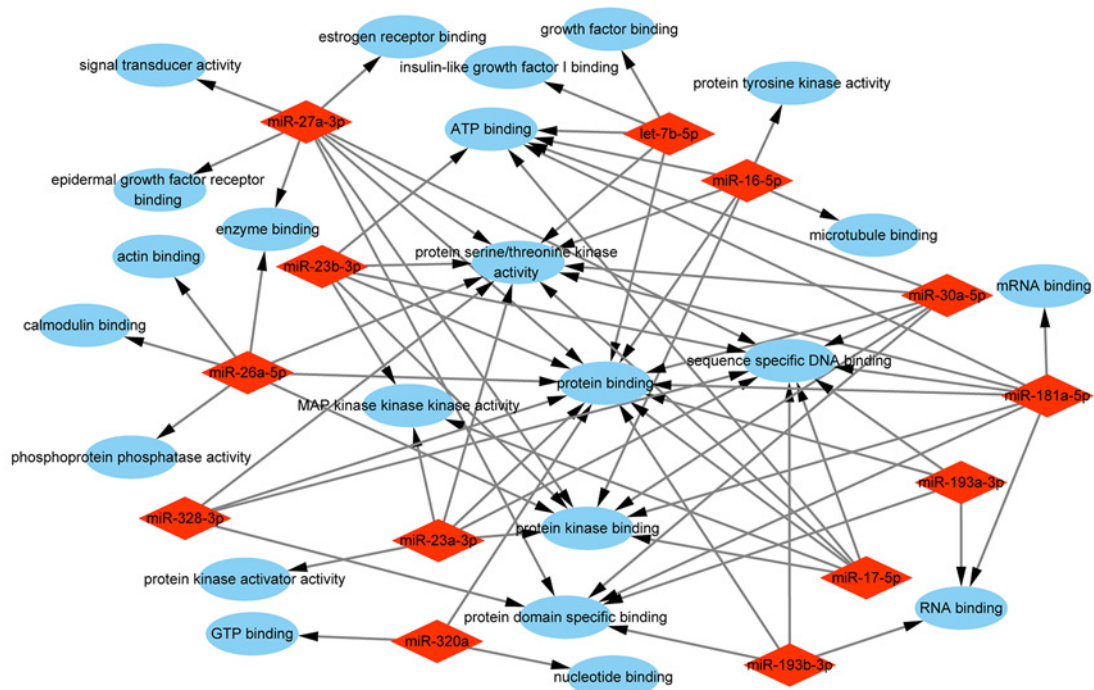 growth factor binding
estrogen receptor binding
signal transducer activity
insulin-like growth factor I binding
protein tyrosine kinase activity
miR-27a-3p
ATP binding
let-7b-5p
miR-16-5p
epidermal growth factor receptor
binding
enzyme binding
microtubule binding
actin binding
miR-23b-3p
protein serine/threonine kinase
activity
mRNA binding
miR-30a-5p
calmodulin binding
sequence specific DNA binding
miR-26a-5p
protein binding
miR-181a-5p
MAP kinase kinase kinase activity
phosphoprotein phosphatase activity
miR-193a-3p
miR-328-3p
miR-23a-3p
protein kinase binding
protein kinase activator activity
miR-17-5p
RNA binding
protein domain specific binding
GTP binding
miR-320a
miR-193b-3p
nucleotide binding